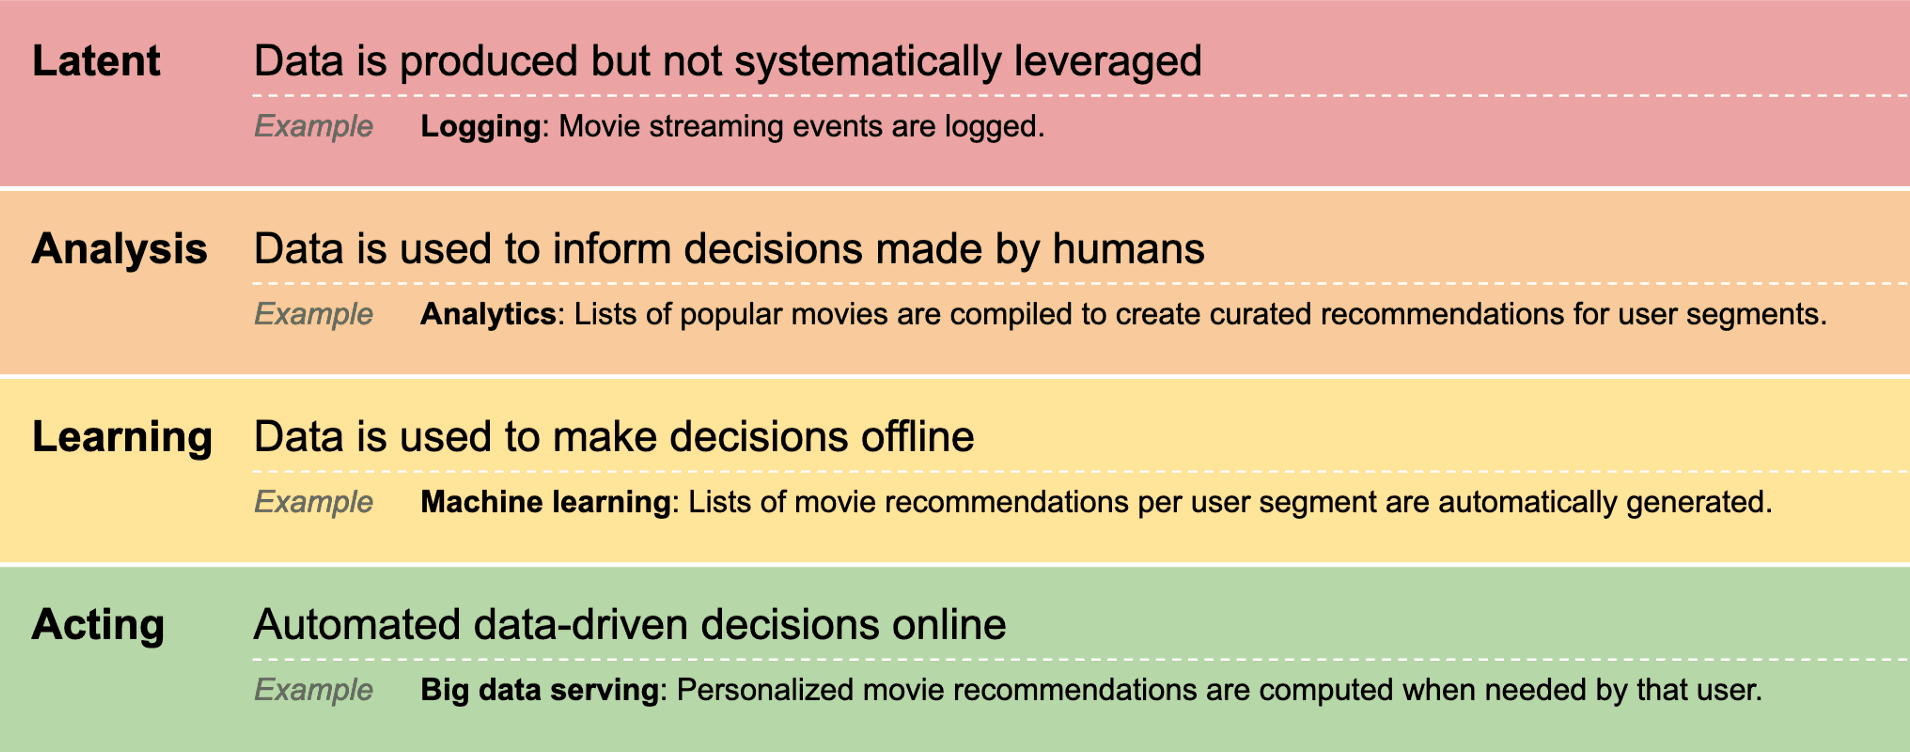 Latent Data is produced but not systematically leveraged
Example Logging: Movie streaming events are logged.
Analysis Data is used to inform decisions made by humans
Example Analytics: Lists of popular movies are compiled to create curated recommendations for user segments.
Learning Data is used to make decisions offline
Example Machine learning: Lists of movie recommendations per user segment are automatically generated.
Acting Automated data-driven decisions online
Example Big data serving: Personalized movie recommendations are computed when needed by that user.